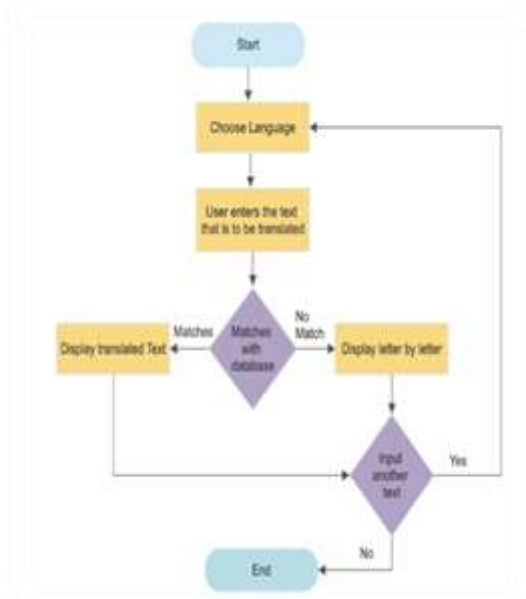 Start
Choose Language
User enters the text
that is to be translated
Matches
with
database
Matches
No
Match
Display translated Text
Display letter by letter
Input
another
text
Yes
No
End